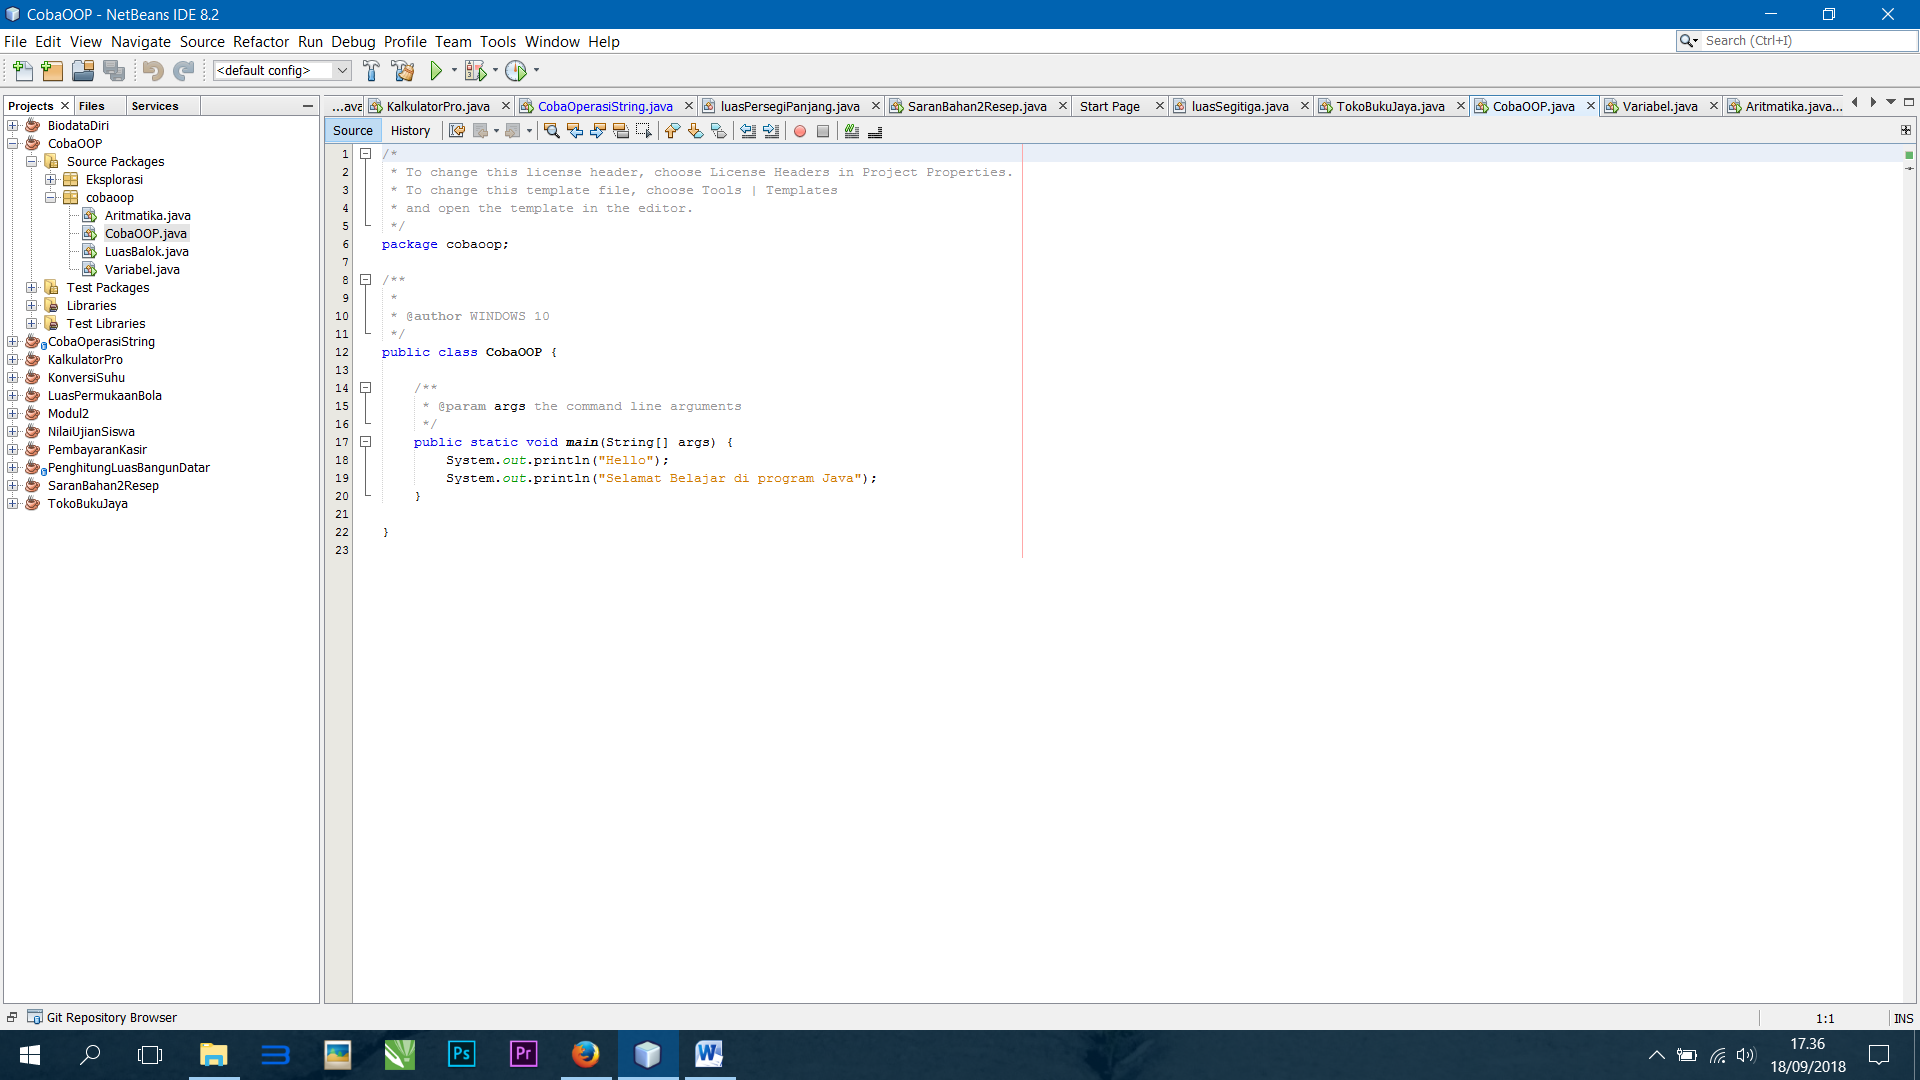 CobaOOP - NetBeans IDE 8.2
File Edit View Navigate Source Refactor Run Debug Profile Team Tools Window Help
Search (Ctrl+I)
<default config>
Projects Files Services
BiodataDiri
CobaOOP
Source Packages
Eksplorasi
cobaoop
Aritmatika.java
CobaOOP.java
LuasBalok.java
Variabel.java
Test Packages
Libraries
Test Libraries
CobaOperasiString
KalkulatorPro
KonversiSuhu
LuasPermukaanBola
Modul2
NilaiUjianSiswa
PembayaranKasir
PenghitungLuasBangunDatar
SaranBahan2Resep
TokoBukuJaya
...ava KalkulatorPro.java CobaOperasiString.java luasPersegiPanjang.java SaranBahan2Resep.java Start Page luasSegitiga.java TokoBukuJaya.java CobaOOP.java Variabel.java Aritmatika.java...
Source History
1 /*
2 * To change this license header, choose License Headers in Project Properties.
3 * To change this template file, choose Tools | Templates
4 * and open the template in the editor.
5 */
6 package cobaoop;
7
8 /**
9 *
10 * @author WINDOWS 10
11 */
12 public class CobaOOP {
13
14 /**
15 * @param args the command line arguments
16 */
17 public static void main(String[] args) {
18 System.out.println("Hello");
19 System.out.println("Selamat Belajar di program Java");
20 }
21
22 }
23
Git Repository Browser
1:1 INS
Ps
Pr
17.36
18/09/2018